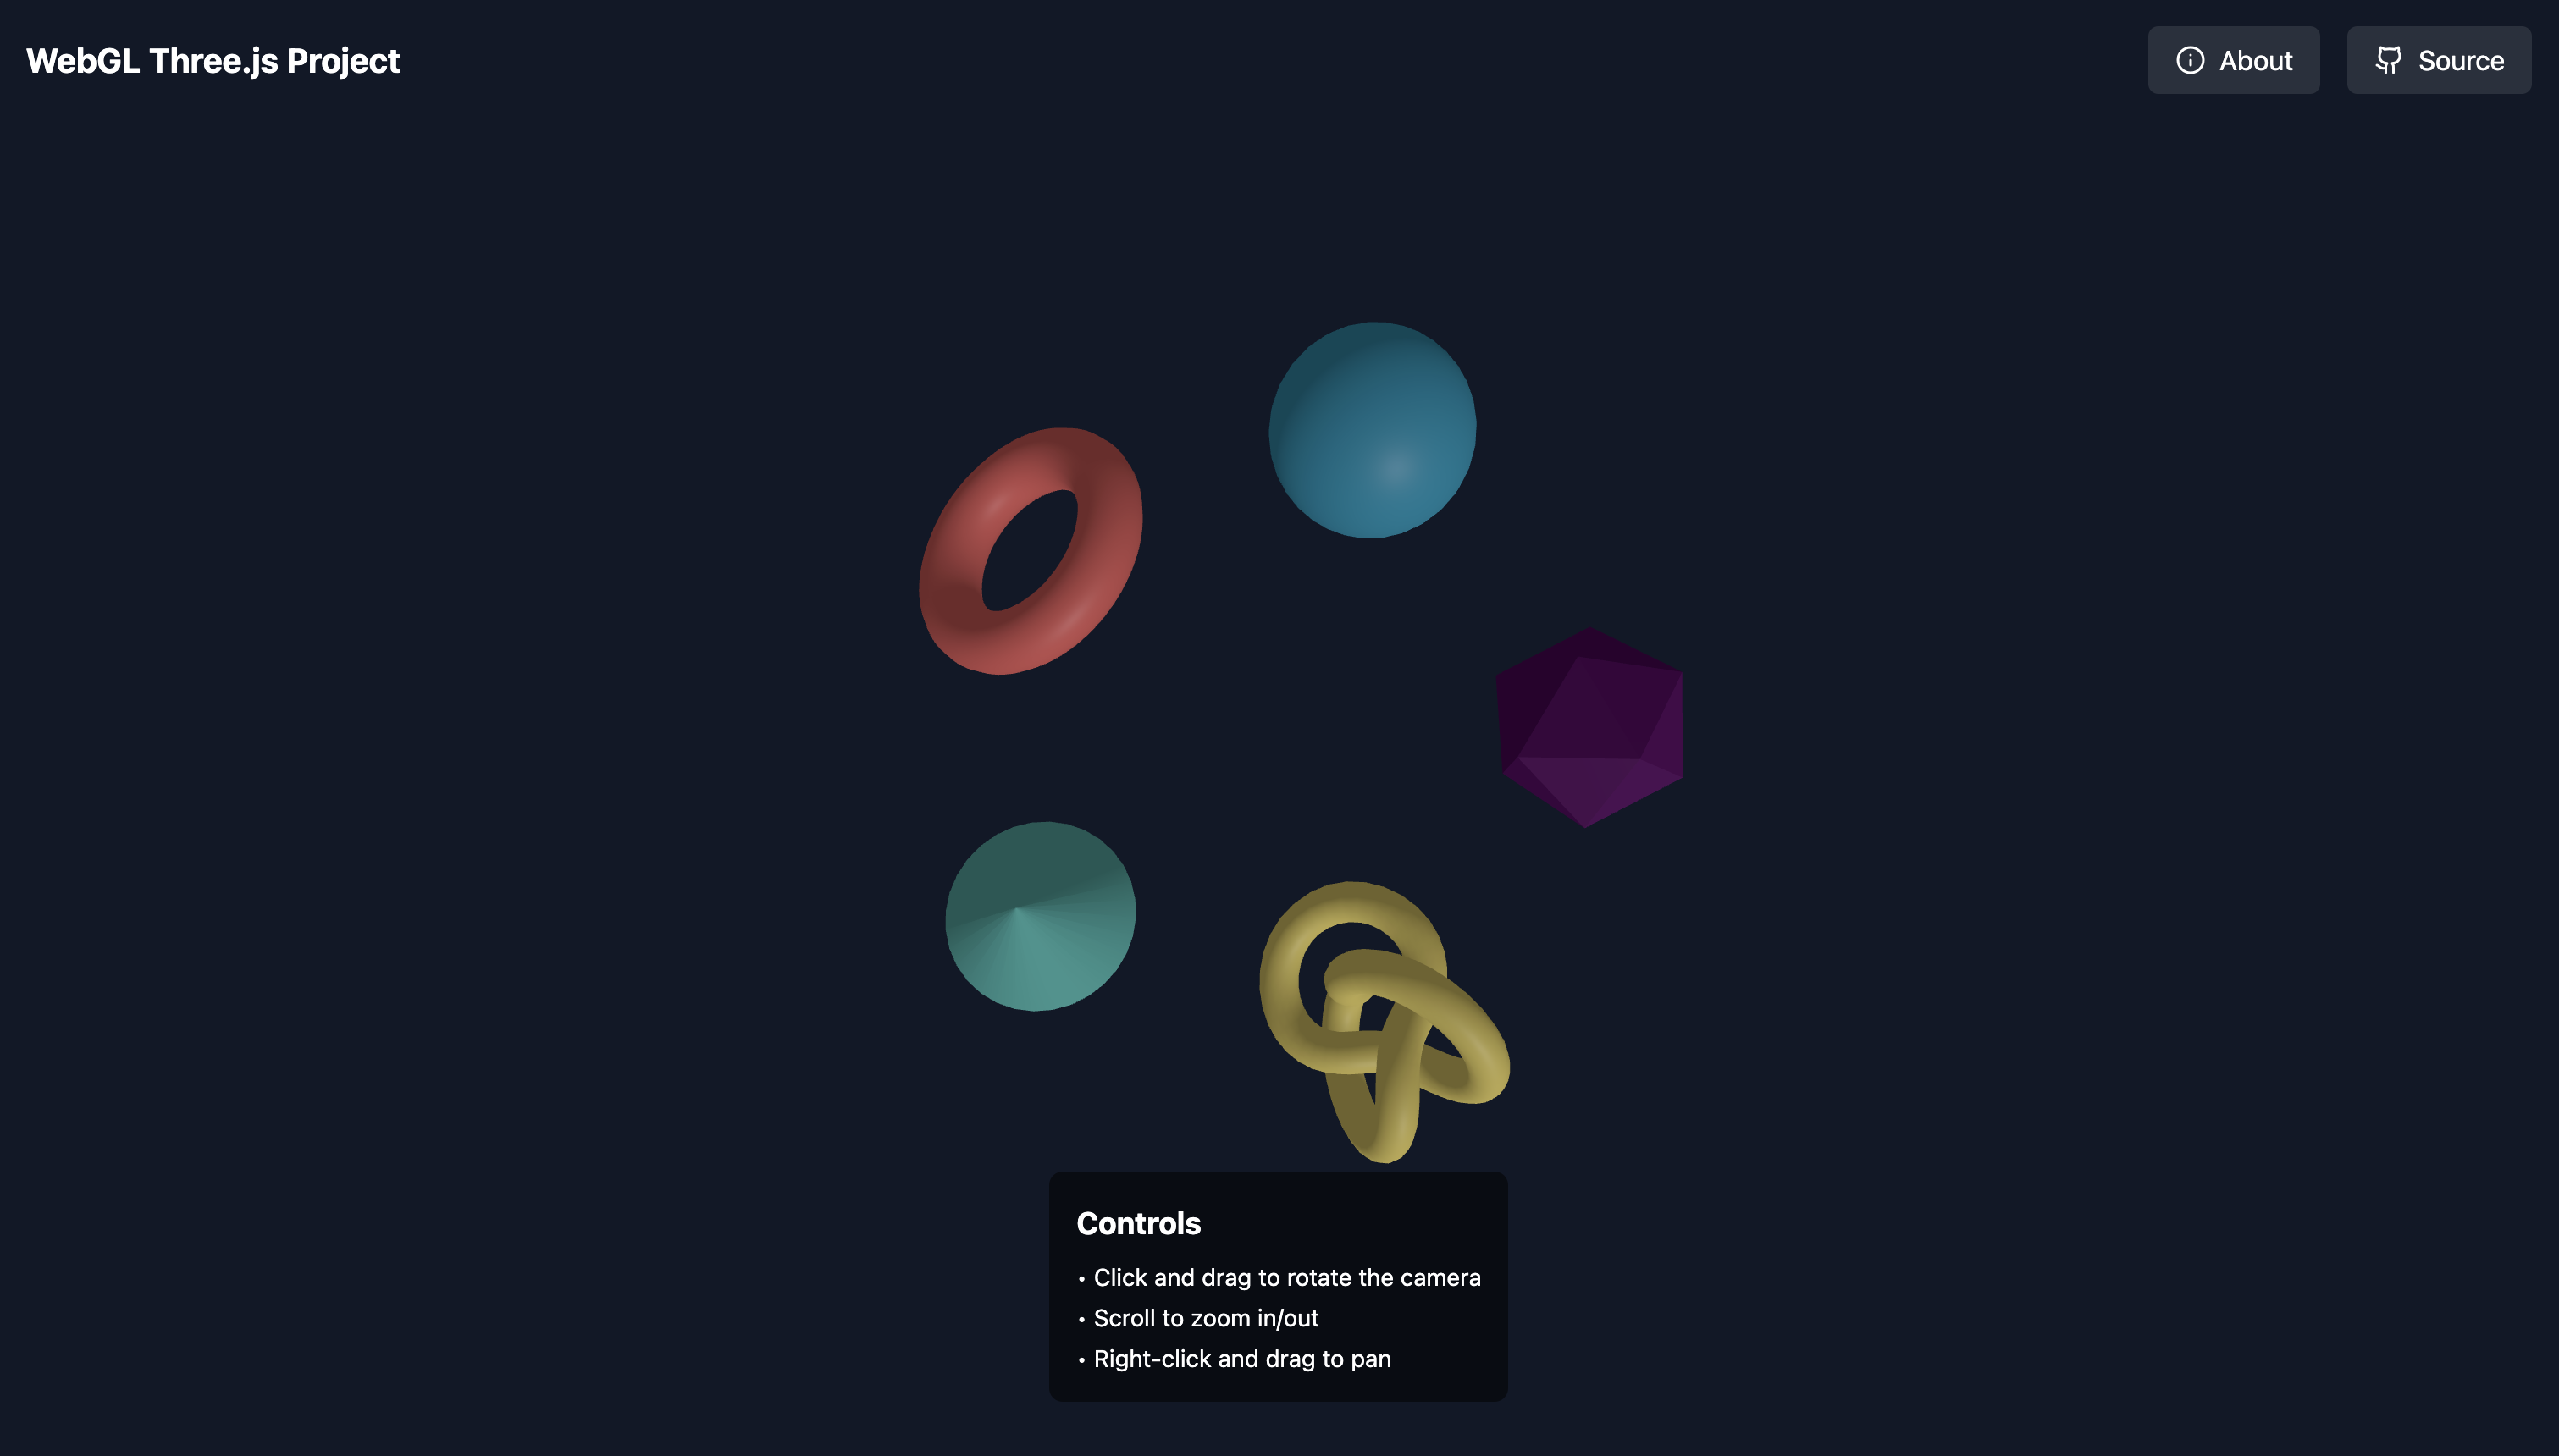 WebGL Three.js Project
About
Source
Controls
• Click and drag to rotate the camera
• Scroll to zoom in/out
• Right-click and drag to pan